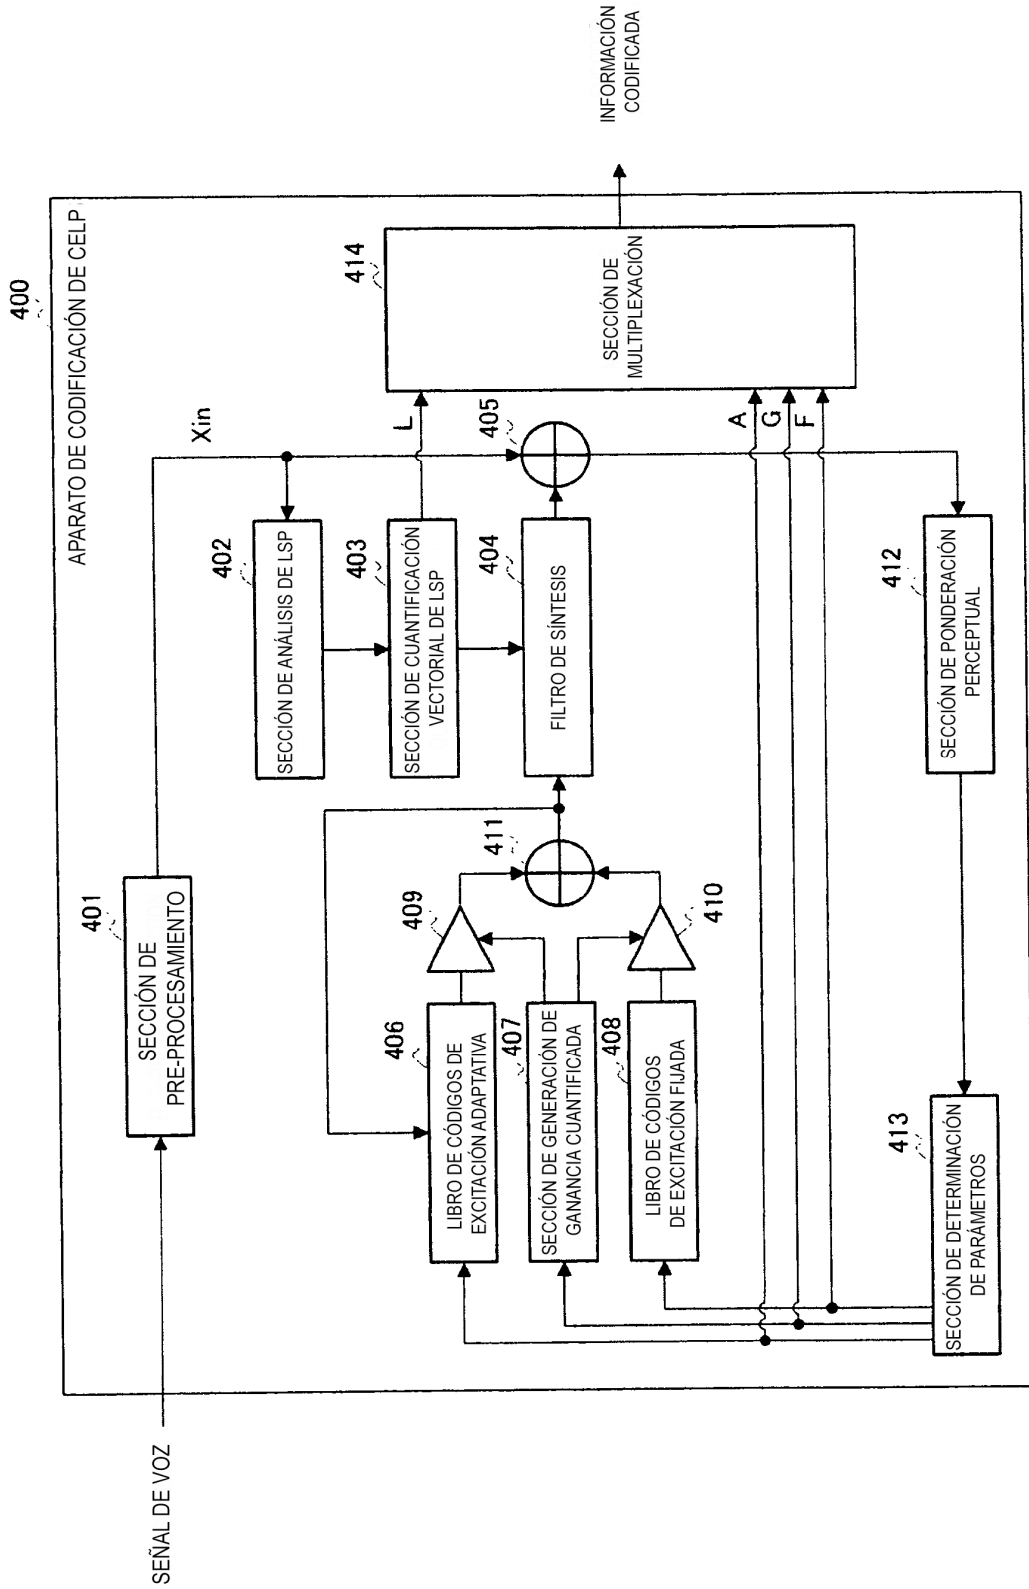 400
APARATO DE CODIFICACIÓN DE CELP
SEÑAL DE VOZ
401
SECCIÓN DE
PRE-PROCESAMIENTO
Xin
402
SECCIÓN DE ANÁLISIS DE LSP
403
SECCIÓN DE CUANTIFICACIÓN
VECTORIAL DE LSP
L
404
FILTRO DE SÍNTESIS
405
406
LIBRO DE CÓDIGOS DE
EXCITACIÓN ADAPTATIVA
407
SECCIÓN DE GENERACIÓN DE
GANANCIA CUANTIFICADA
408
LIBRO DE CÓDIGOS
DE EXCITACIÓN FIJADA
409
410
411
A
G
F
412
SECCIÓN DE PONDERACIÓN
PERCEPTUAL
413
SECCIÓN DE DETERMINACIÓN
DE PARÁMETROS
414
SECCIÓN DE
MULTIPLEXACIÓN
INFORMACIÓN
CODIFICADA